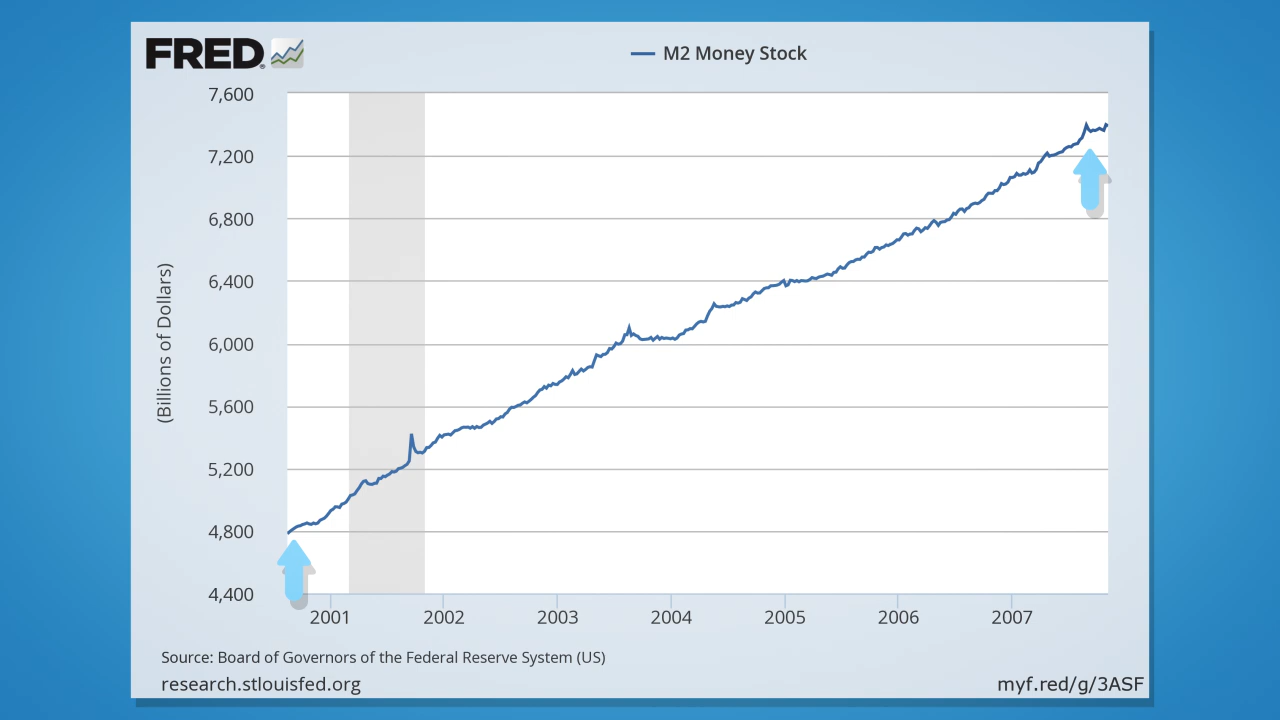 FRED
M2 Money Stock
7,600
7,200
6,800
6,400
6,000
5,600
5,200
4,800
4,400
(Billions of Dollars)
2001 2002 2003 2004 2005 2006 2007
Source: Board of Governors of the Federal Reserve System (US)
research.stlouisfed.org myf.red/g/3ASF